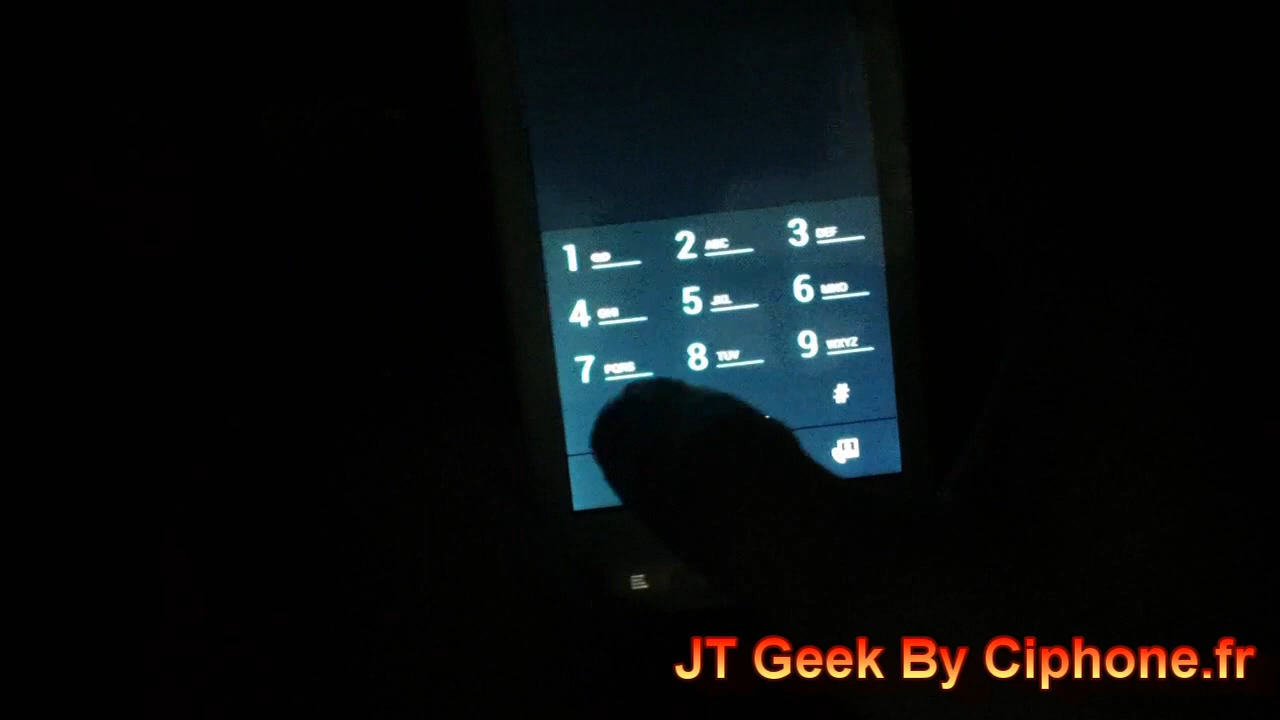 1 2 ABC 3 DEF
4 GHI 5 JKL 6 MNO
7 PQRS 8 TUV 9 WXYZ
#
JT Geek By Ciphone.fr